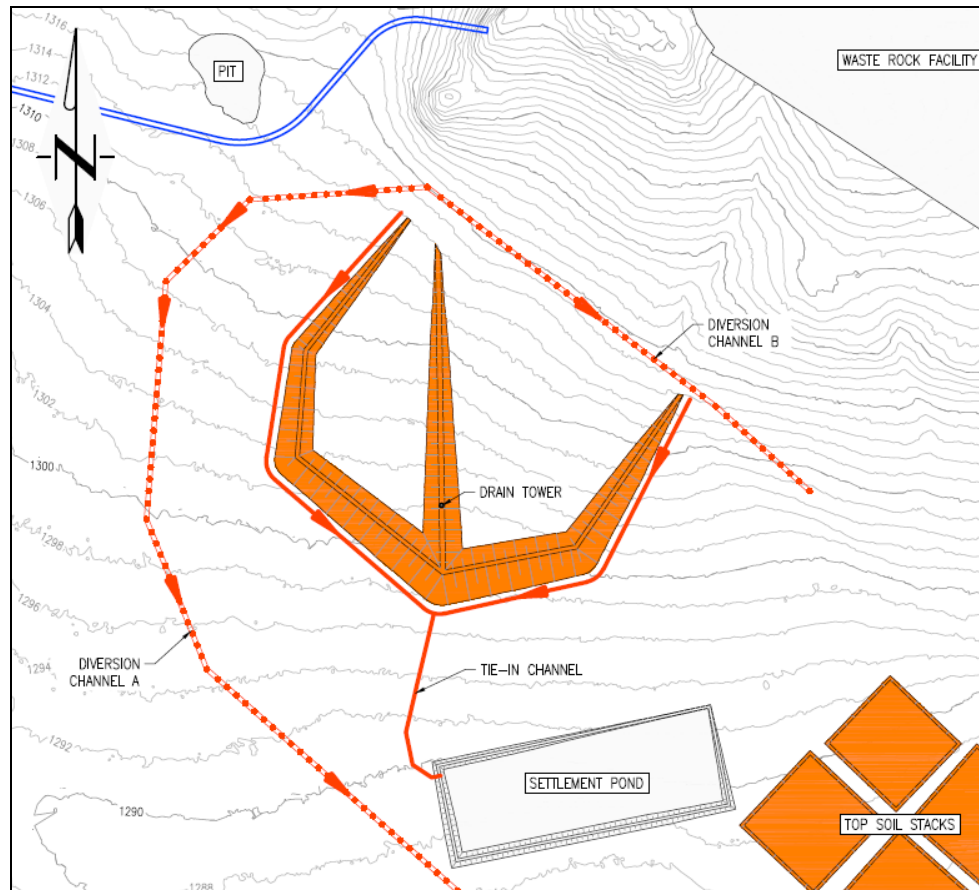 1316
1314
1312
1310
1308
1306
PIT
WASTE ROCK FACILITY
N
1304
DIVERSION
CHANNEL B
1302
1300
DRAIN TOWER
1298
1296
1294
DIVERSION
CHANNEL A
TIE-IN CHANNEL
1292
1290
SETTLEMENT POND
TOP SOIL STACKS
1288